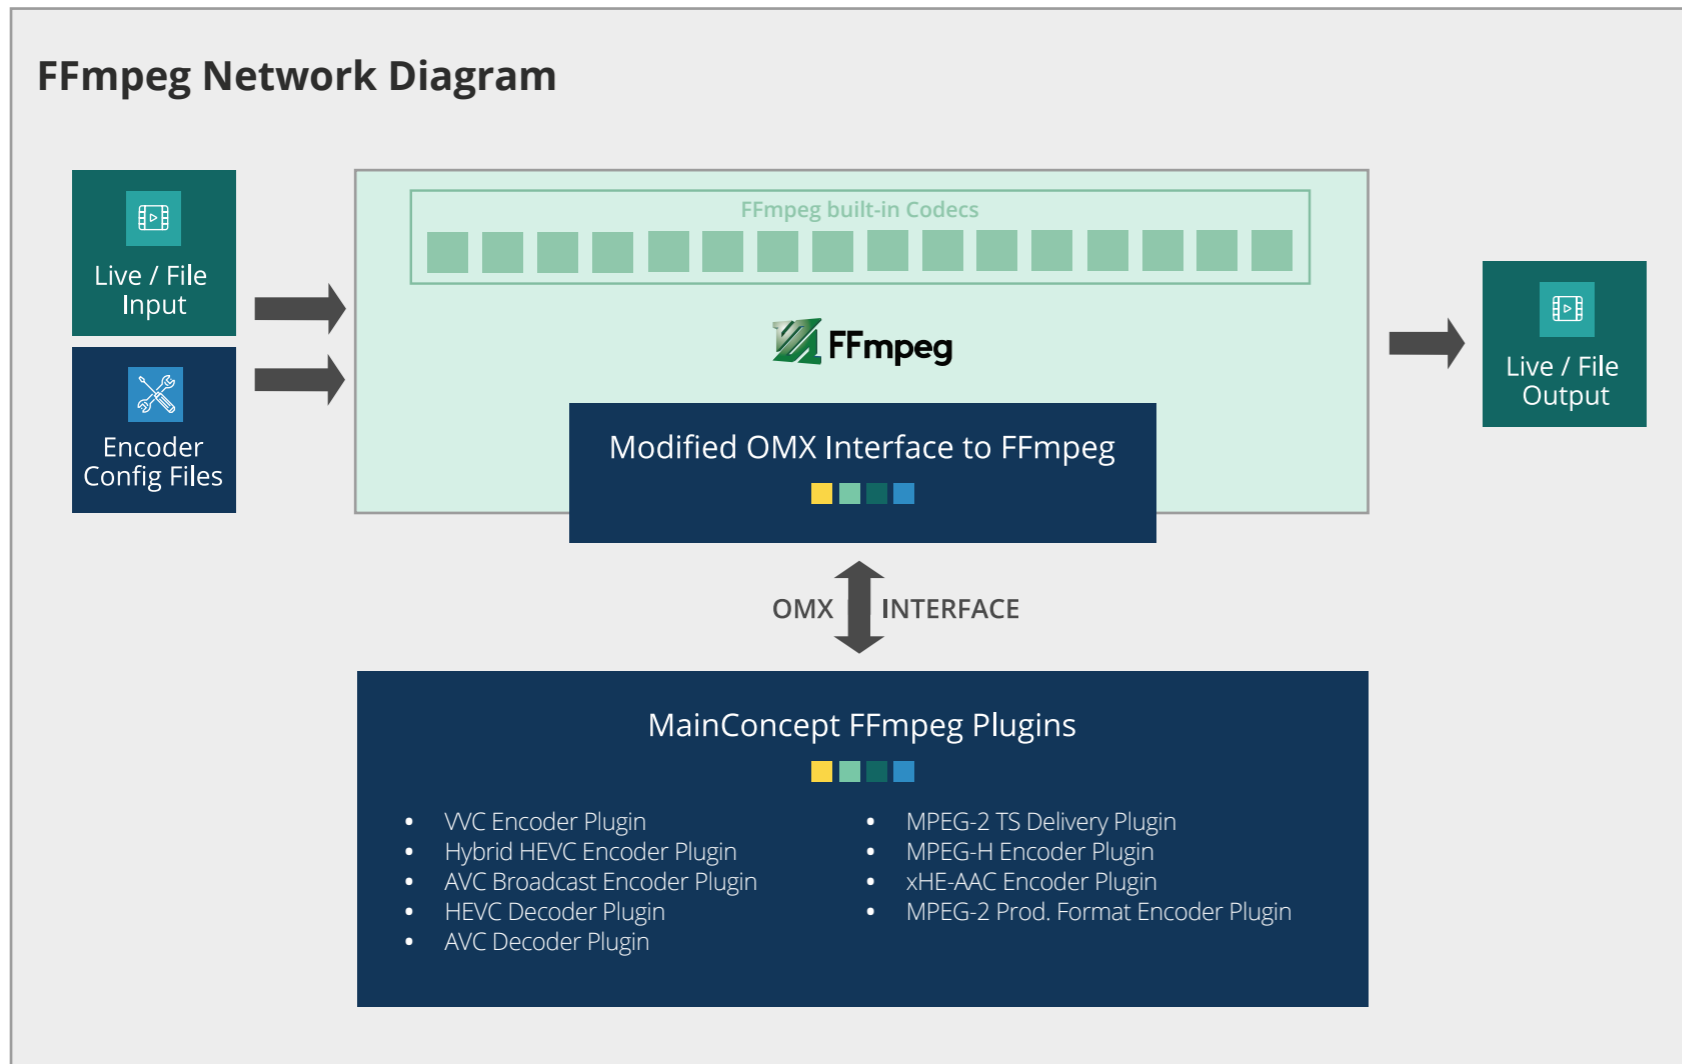 FFmpeg Network Diagram
Live / File
Input
Encoder
Config Files
FFmpeg built-in Codecs
FFmpeg
Modified OMX Interface to FFmpeg
Live / File
Output
OMX INTERFACE
MainConcept FFmpeg Plugins
• VVC Encoder Plugin
• Hybrid HEVC Encoder Plugin
• AVC Broadcast Encoder Plugin
• HEVC Decoder Plugin
• AVC Decoder Plugin
• MPEG-2 TS Delivery Plugin
• MPEG-H Encoder Plugin
• xHE-AAC Encoder Plugin
• MPEG-2 Prod. Format Encoder Plugin